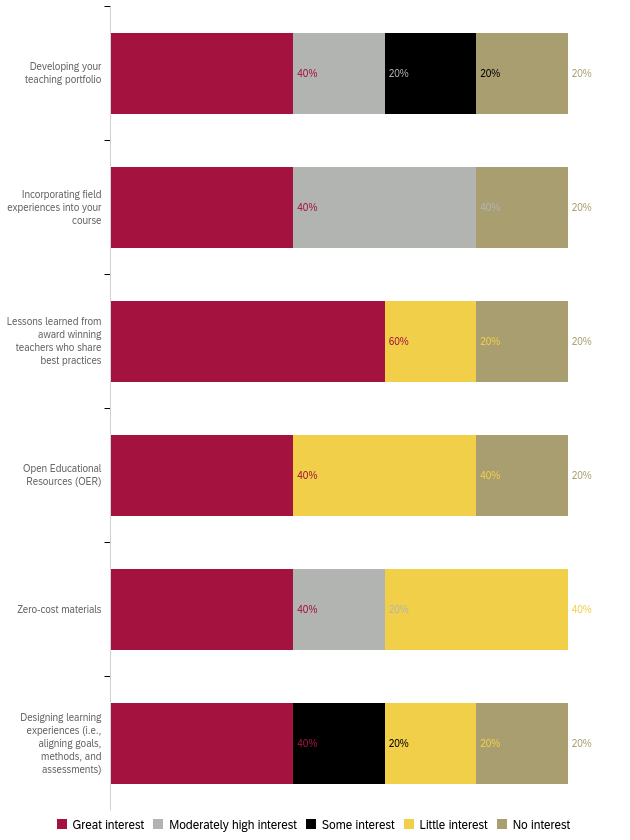 Developing your
teaching portfolio
40%
20%
20%
20%
Incorporating field
experiences into your
course
40%
40%
20%
Lessons learned from
award winning
teachers who share
best practices
60%
20%
20%
Open Educational
Resources (OER)
40%
40%
20%
Zero-cost materials
40%
20%
40%
Designing learning
experiences (i.e.,
aligning goals,
methods, and
assessments)
40%
20%
20%
20%
Great interest Moderately high interest Some interest Little interest No interest